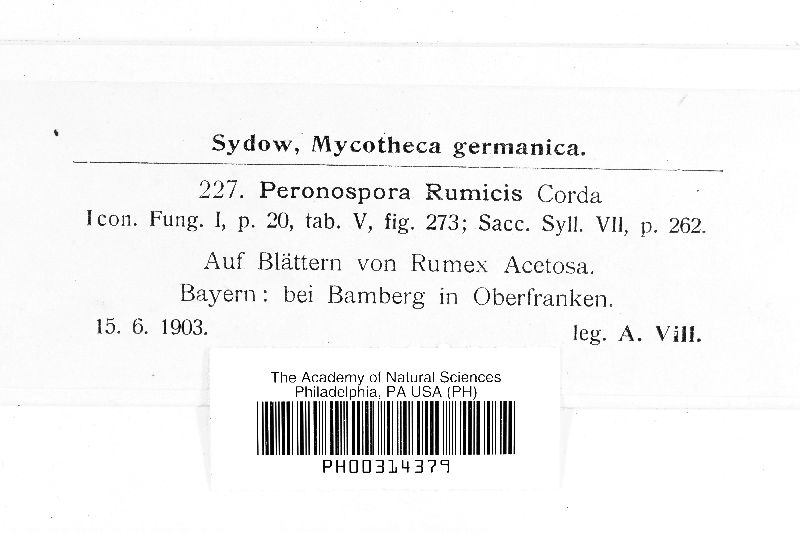 Sydow, Mycotheca germanica.
227. Peronospora Rumicis Corda
Icon. Fung. I, p. 20, tab. V, fig. 273; Sacc. Syll. VII, p. 262.
Auf Blättern von Rumex Acetosa.
Bayern: bei Bamberg in Oberfranken.
15. 6. 1903. leg. A. Vill.
The Academy of Natural Sciences
Philadelphia, PA USA (PH)
PH00314379